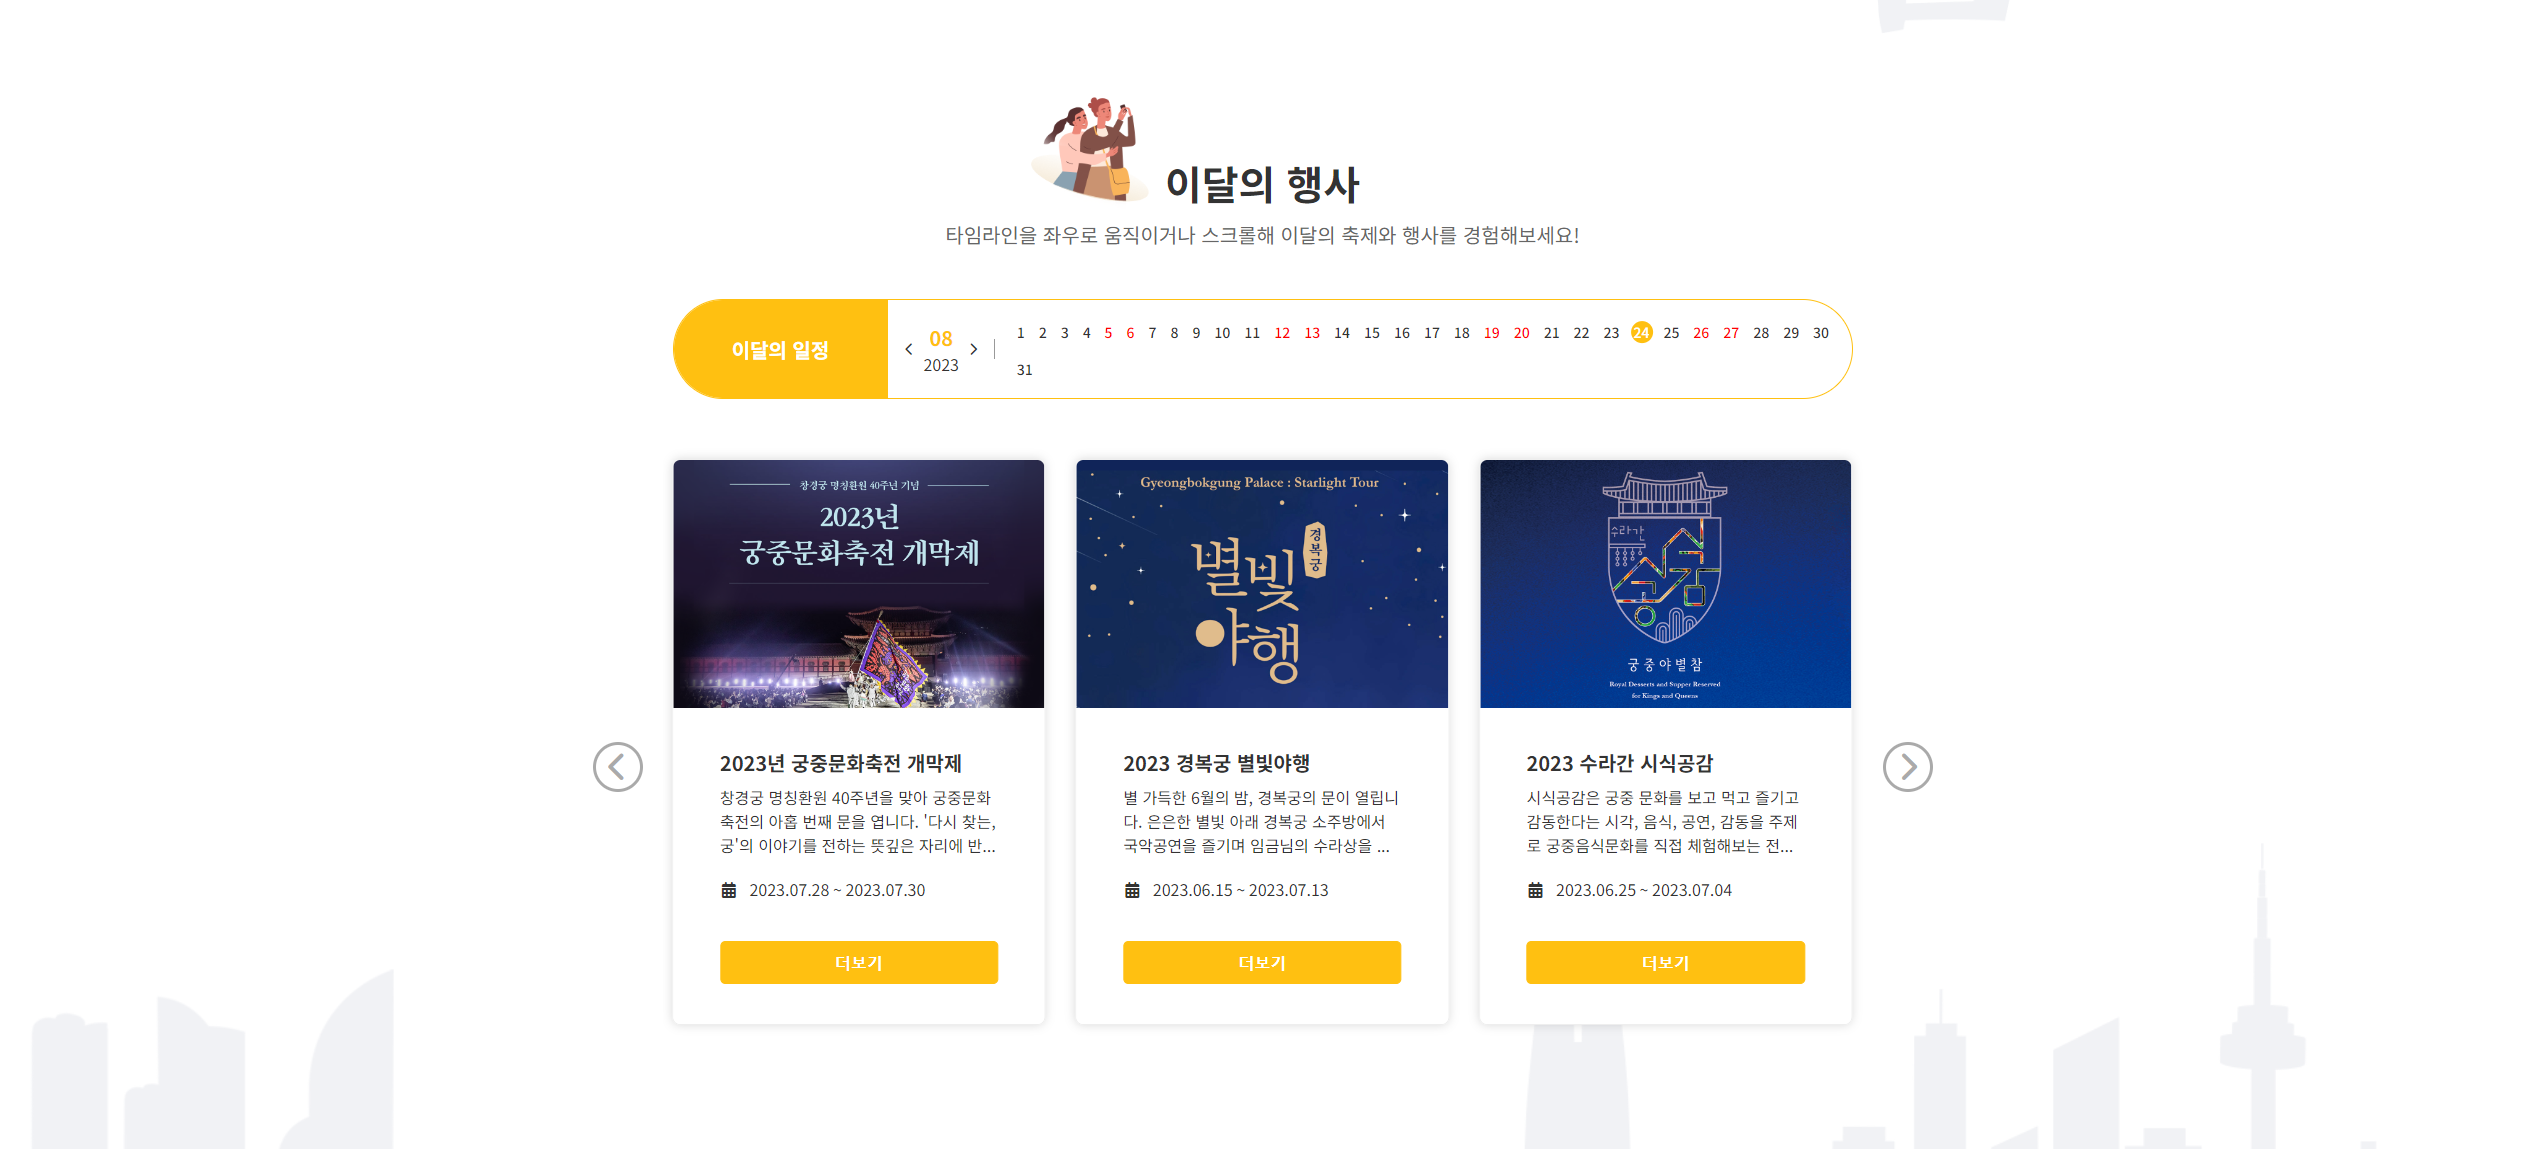 이달의 행사
타임라인을 좌우로 움직이거나 스크롤해 이달의 축제와 행사를 경험해보세요!
이달의 일정
08
2023
1 2 3 4 5 6 7 8 9 10 11 12 13 14 15 16 17 18 19 20 21 22 23 24 25 26 27 28 29 30
31
창경궁 명칭환원 40주년 기념
2023년
궁중문화축전 개막제
2023년 궁중문화축전 개막제
창경궁 명칭환원 40주년을 맞아 궁중문화
축전의 아홉 번째 문을 엽니다. '다시 찾는,
궁'의 이야기를 전하는 뜻깊은 자리에 반...
2023.07.28 ~ 2023.07.30
더보기
Gyeongbokgung Palace : Starlight Tour
경복궁
별빛
야행
2023 경복궁 별빛야행
별 가득한 6월의 밤, 경복궁의 문이 열립니
다. 은은한 별빛 아래 경복궁 소주방에서
국악공연을 즐기며 임금님의 수라상을 ...
2023.06.15 ~ 2023.07.13
더보기
수라간
시식
공감
궁중야별참
Royal Desserts and Supper Reserved
for Kings and Queens
2023 수라간 시식공감
시식공감은 궁중 문화를 보고 먹고 즐기고
감동한다는 시각, 음식, 공연, 감동을 주제
로 궁중음식문화를 직접 체험해보는 전...
2023.06.25 ~ 2023.07.04
더보기